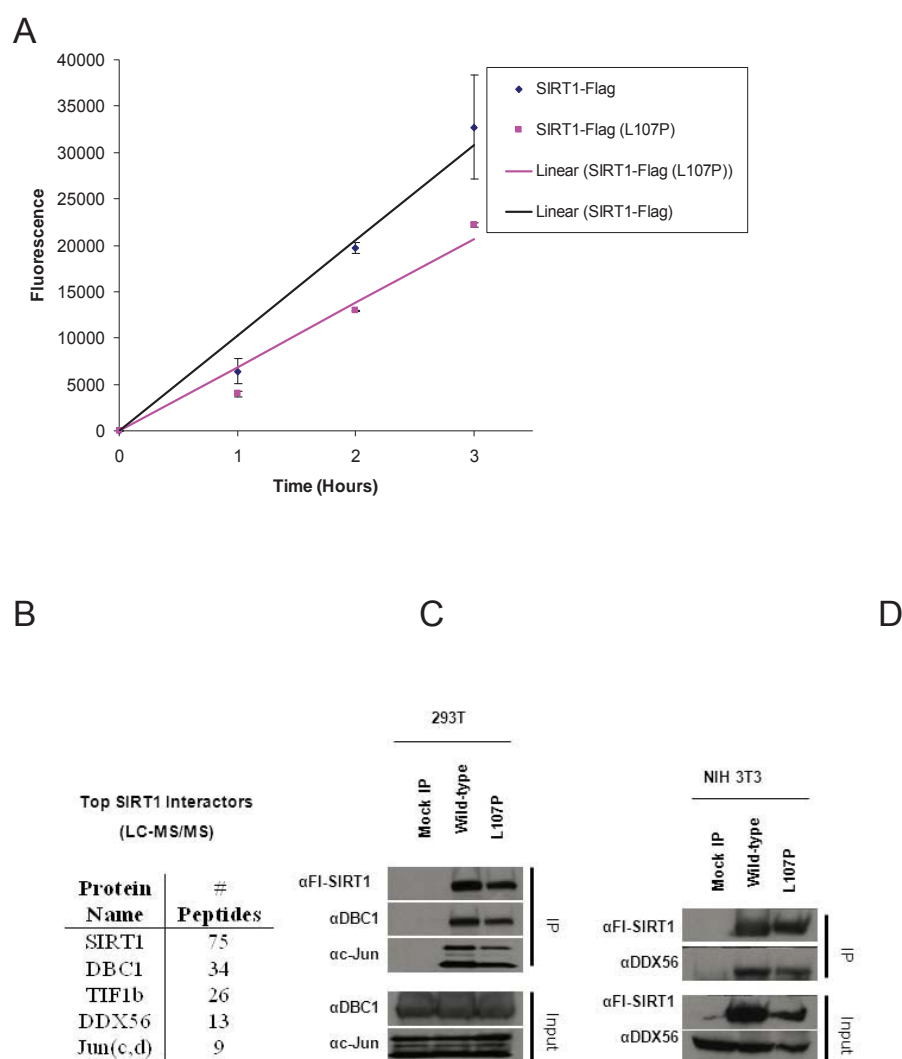 A
40000
35000
30000
25000
20000
15000
10000
5000
0
Fluorescence
0 1 2 3
Time (Hours)
SIRT1-Flag
SIRT1-Flag (L107P)
Linear (SIRT1-Flag (L107P))
Linear (SIRT1-Flag)
B
Top SIRT1 Interactors
(LC-MS/MS)
Protein Name # Peptides
SIRT1 75
DBC1 34
TIF1b 26
DDX56 13
Jun(c,d) 9
C
293T
Mock IP
Wild-type
L107P
αFl-SIRT1
αDBC1
αc-Jun
IP
αDBC1
αc-Jun
Input
D
NIH 3T3
Mock IP
Wild-type
L107P
αFl-SIRT1
αDDX56
IP
αFl-SIRT1
αDDX56
Input